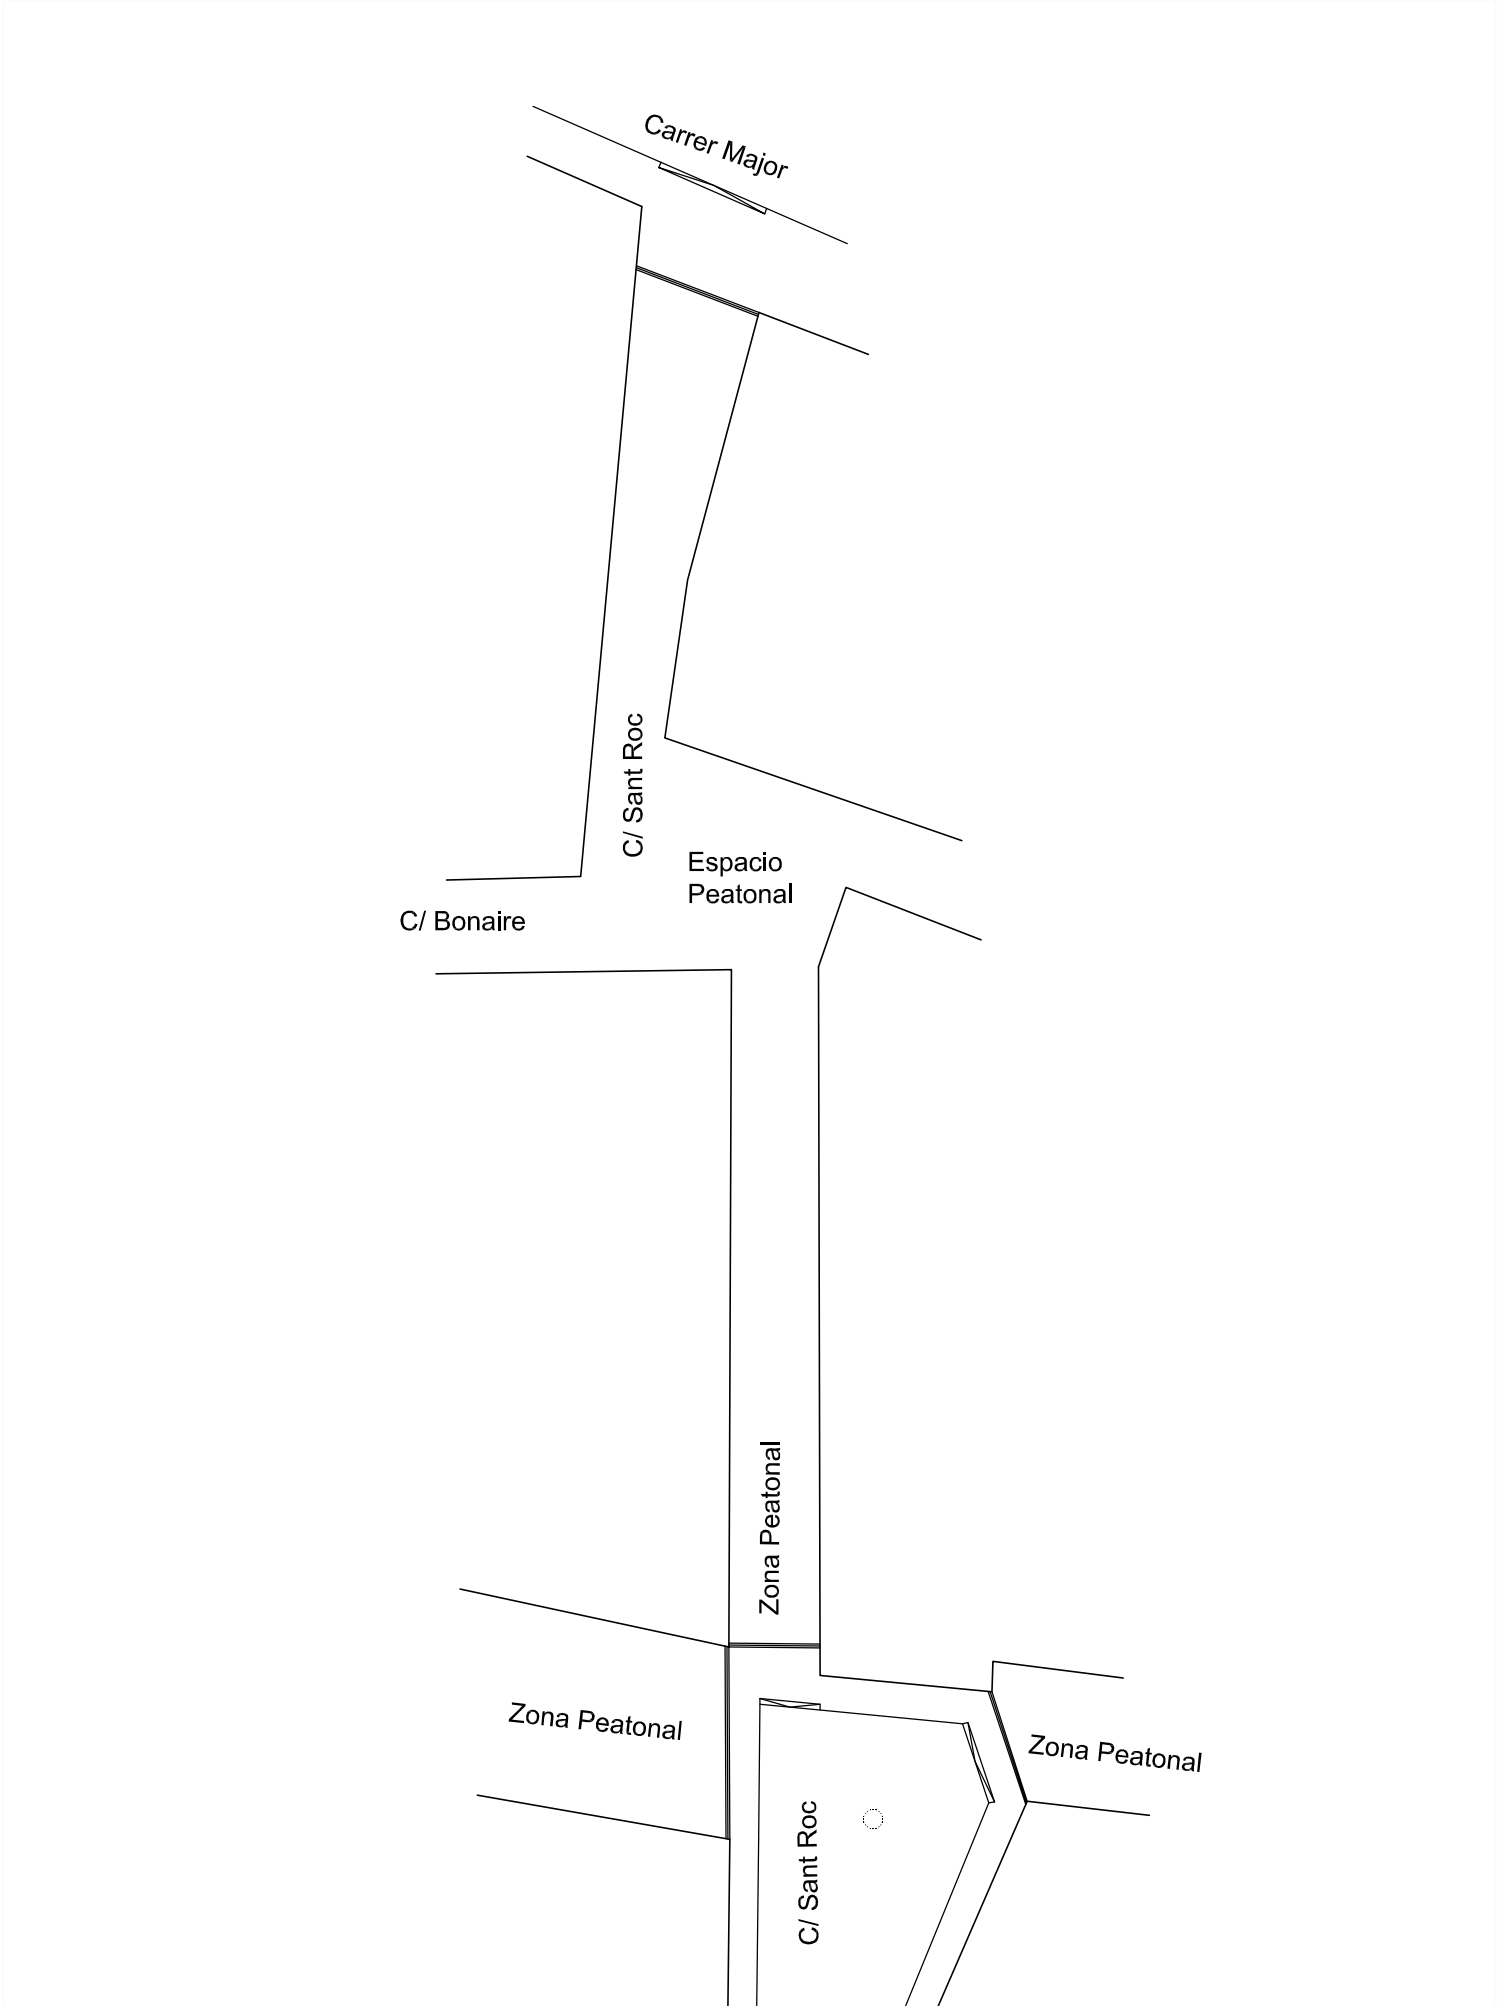 Carrer Major
C/ Sant Roc
Espacio
Peatonal
C/ Bonaire
Zona Peatonal
Zona Peatonal
Zona Peatonal
C/ Sant Roc